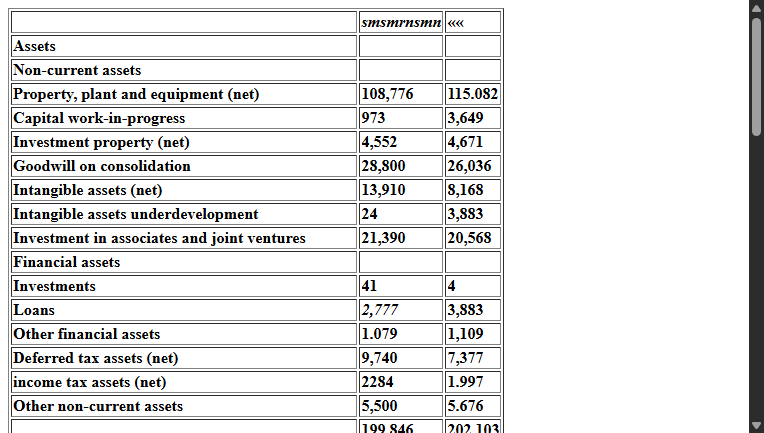 smsmrnsmn ««
Assets
Non-current assets
Property, plant and equipment (net) 108,776 115.082
Capital work-in-progress 973 3,649
Investment property (net) 4,552 4,671
Goodwill on consolidation 28,800 26,036
Intangible assets (net) 13,910 8,168
Intangible assets underdevelopment 24 3,883
Investment in associates and joint ventures 21,390 20,568
Financial assets
Investments 41 4
Loans 2,777 3,883
Other financial assets 1.079 1,109
Deferred tax assets (net) 9,740 7,377
income tax assets (net) 2284 1.997
Other non-current assets 5,500 5.676
199,846 202,103